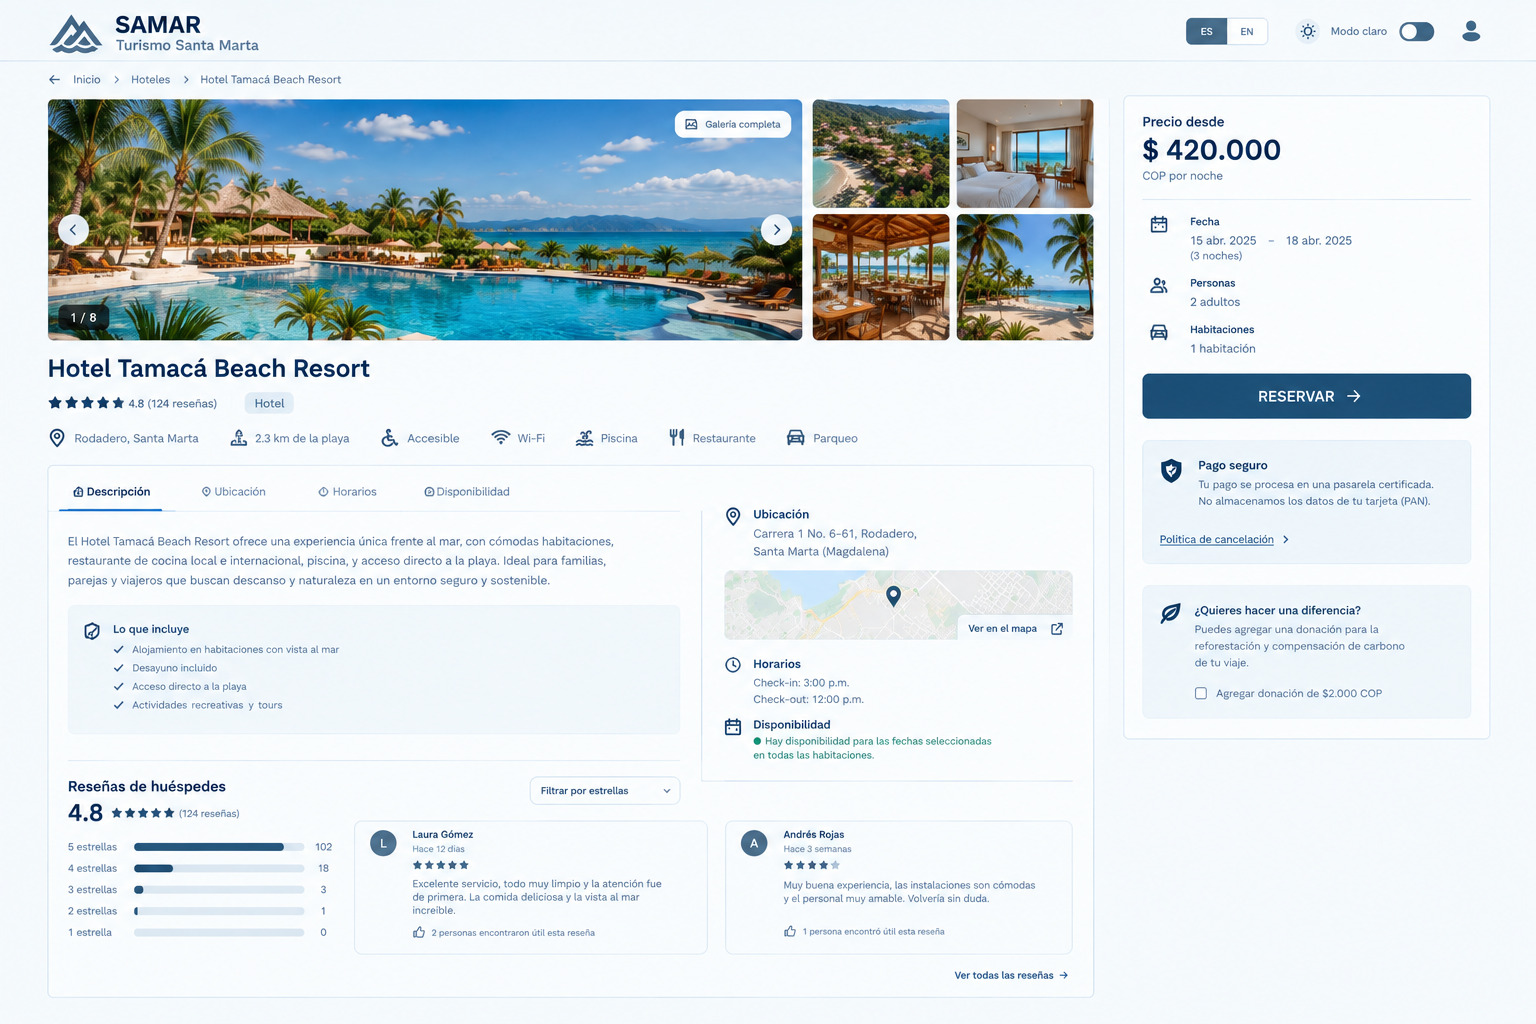 SAMAR
Turismo Santa Marta
ES
EN
Modo claro
Inicio
Hoteles
Hotel Tamacá Beach Resort
Galería completa
1 / 8
Hotel Tamacá Beach Resort
4.8 (124 reseñas)
Hotel
Rodadero, Santa Marta
2.3 km de la playa
Accesible
Wi-Fi
Piscina
Restaurante
Parqueo
Descripción
Ubicación
Horarios
Disponibilidad
El Hotel Tamacá Beach Resort ofrece una experiencia única frente al mar, con cómodas habitaciones,
restaurante de cocina local e internacional, piscina, y acceso directo a la playa. Ideal para familias,
parejas y viajeros que buscan descanso y naturaleza en un entorno seguro y sostenible.
Lo que incluye
Alojamiento en habitaciones con vista al mar
Desayuno incluido
Acceso directo a la playa
Actividades recreativas y tours
Ubicación
Carrera 1 No. 6-61, Rodadero,
Santa Marta (Magdalena)
Ver en el mapa
Horarios
Check-in: 3:00 p.m.
Check-out: 12:00 p.m.
Disponibilidad
Hay disponibilidad para las fechas seleccionadas
en todas las habitaciones.
Reseñas de huéspedes
4.8
(124 reseñas)
Filtrar por estrellas
5 estrellas 102
4 estrellas 18
3 estrellas 3
2 estrellas 1
1 estrella 0
L
Laura Gómez
Hace 12 días
Excelente servicio, todo muy limpio y la atención fue
de primera. La comida deliciosa y la vista al mar
increíble.
2 personas encontraron útil esta reseña
A
Andrés Rojas
Hace 3 semanas
Muy buena experiencia, las instalaciones son cómodas
y el personal muy amable. Volvería sin duda.
1 persona encontró útil esta reseña
Ver todas las reseñas
Precio desde
$ 420.000
COP por noche
Fecha
15 abr. 2025 – 18 abr. 2025
(3 noches)
Personas
2 adultos
Habitaciones
1 habitación
RESERVAR
Pago seguro
Tu pago se procesa en una pasarela certificada.
No almacenamos los datos de tu tarjeta (PAN).
Política de cancelación
¿Quieres hacer una diferencia?
Puedes agregar una donación para la
reforestación y compensación de carbono
de tu viaje.
Agregar donación de $2.000 COP